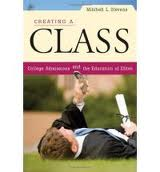 Mitchell L. Stevens
CREATING A
CLASS
College Admissions and the Education of Elites